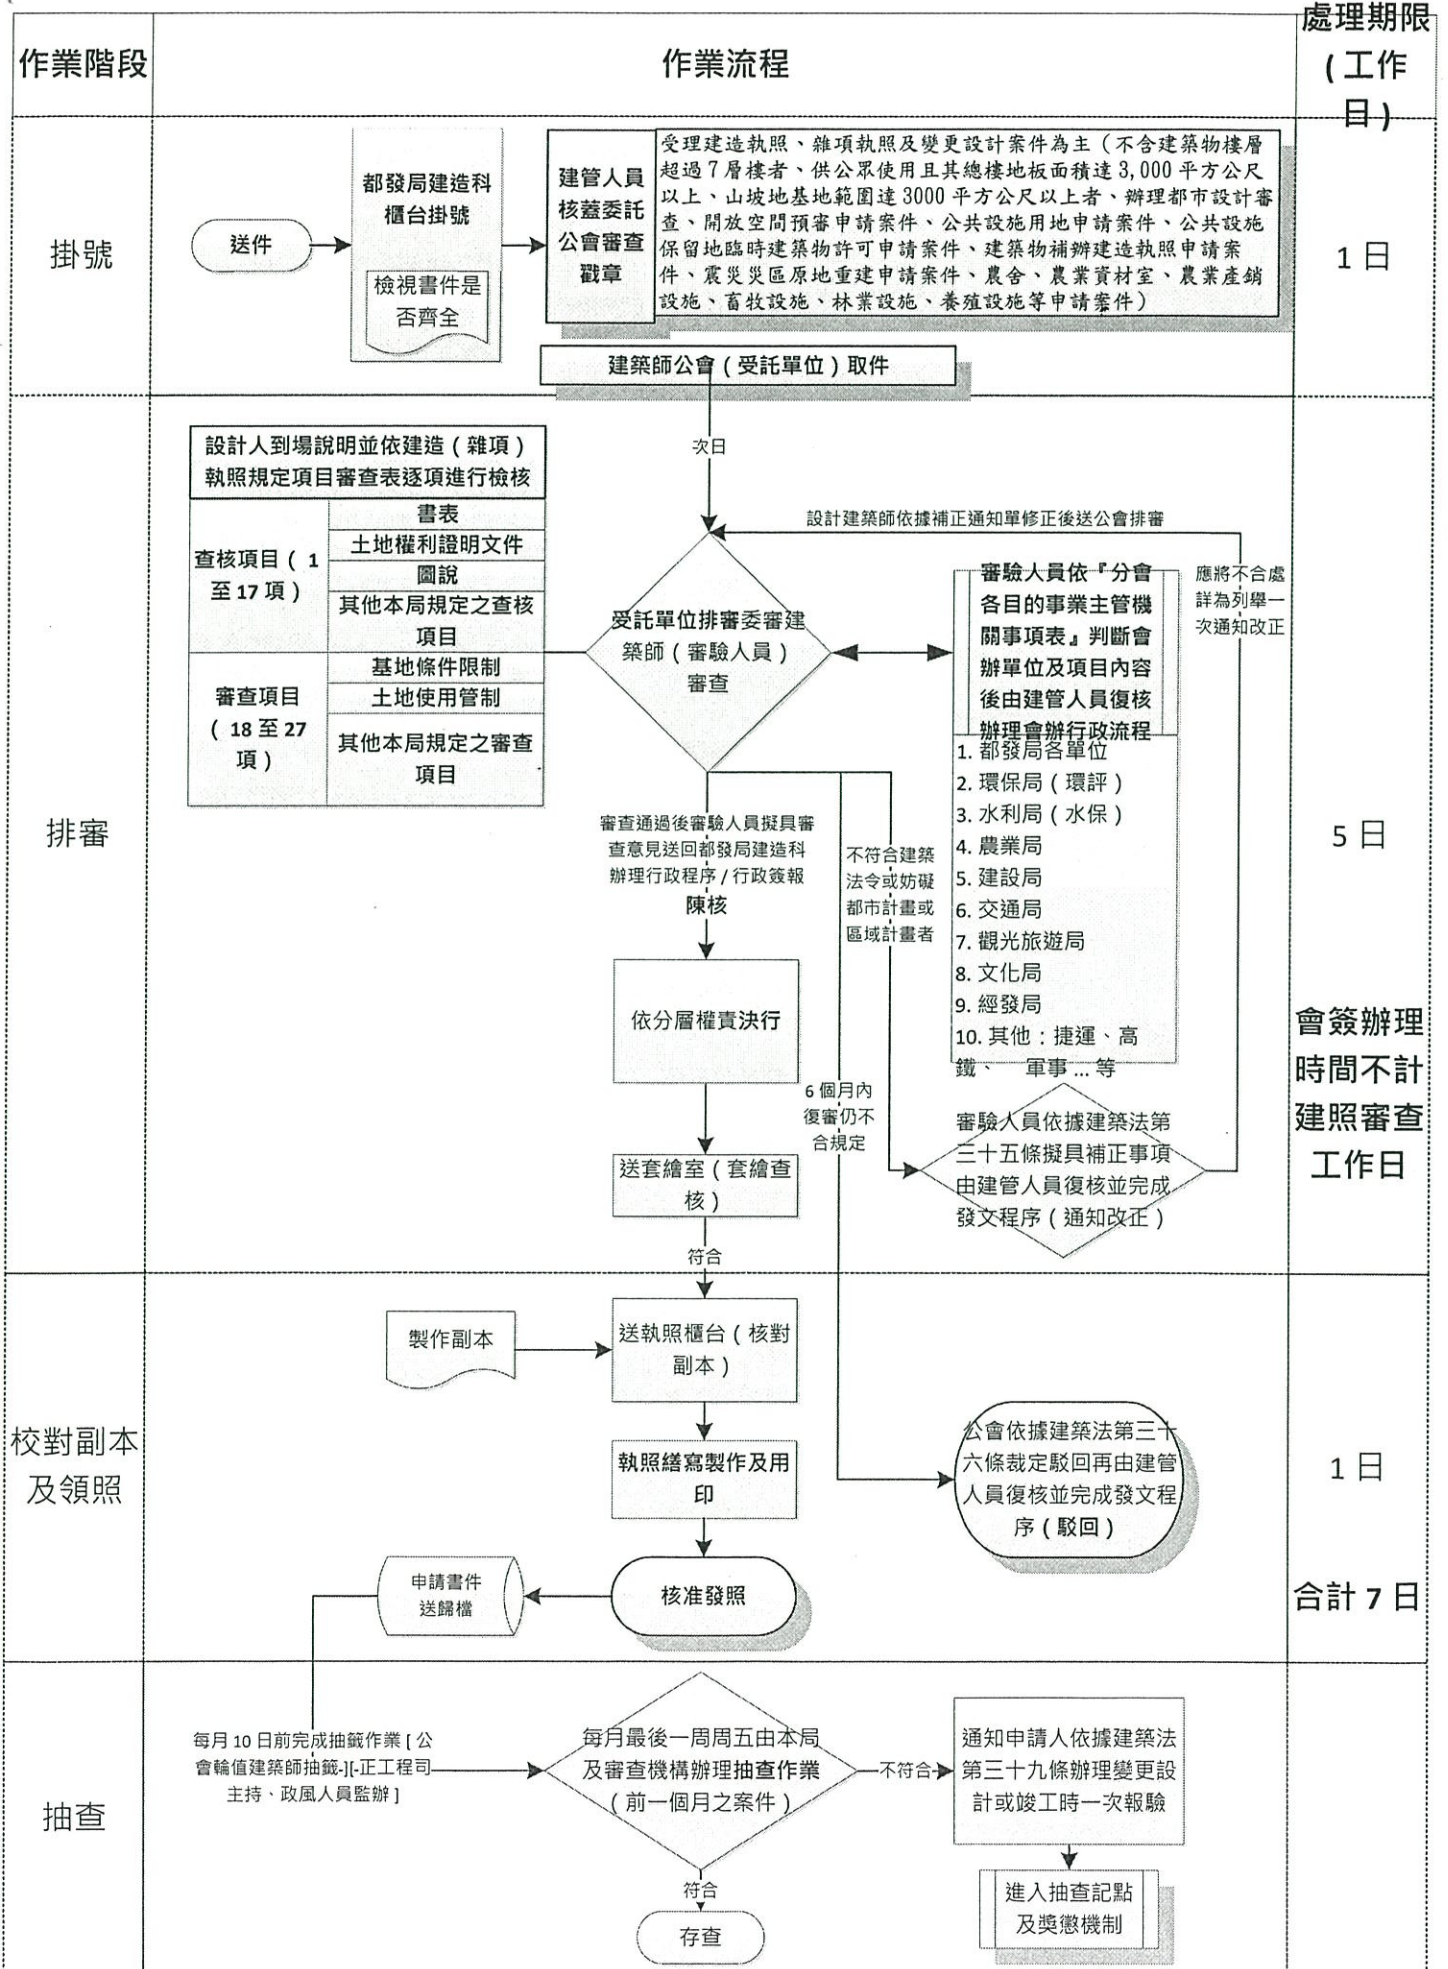 作業階段
作業流程
處理期限
(工作
日)
掛號
送件
都發局建造科
櫃台掛號
檢視書件是
否齊全
建管人員
核蓋委託
公會審查
戳章
受理建造執照、雜項執照及變更設計案件為主(不含建築物樓層
超過7層樓者、供公眾使用且其總樓地板面積達3,000平方公尺
以上、山坡地基地範圍達3000平方公尺以上者、辦理都市設計審
查、開放空間預審申請案件、公共設施用地申請案件、公共設施
保留地臨時建築物許可申請案件、建築物補辦建造執照申請案
件、震災災區原地重建申請案件、農舍、農業資材室、農業產銷
設施、畜牧設施、林業設施、養殖設施等申請案件)
1日
建築師公會(受託單位)取件
次日
排審
設計人到場說明並依建造(雜項)
執照規定項目審查表逐項進行檢核
查核項目( 1
至17項)
書表
土地權利證明文件
圖說
其他本局規定之查核
項目
審查項目
( 18至27
項)
基地條件限制
土地使用管制
其他本局規定之審查
項目
受託單位排審委審建
築師(審驗人員)
審查
設計建築師依據補正通知單修正後送公會排審
審驗人員依『分會
各目的事業主管機
關事項表』判斷會
辦單位及項目內容
後由建管人員復核
辦理會辦行政流程
1. 都發局各單位
2. 環保局(環評)
3. 水利局(水保)
4. 農業局
5. 建設局
6. 交通局
7. 觀光旅遊局
8. 文化局
9. 經發局
10. 其他:捷運、高
鐵、 軍事...等
應將不合處
詳為列舉一
次通知改正
審查通過後審驗人員擬具審
查意見送回都發局建造科
辦理行政程序/行政簽報
陳核
不符合建築
法令或妨礙
都市計畫或
區域計畫者
依分層權責決行
6個月內
復審仍不
合規定
審驗人員依據建築法第
三十五條擬具補正事項
由建管人員復核並完成
發文程序(通知改正)
送套繪室(套繪查
核)
符合
5日
會簽辦理
時間不計
建照審查
工作日
校對副本
及領照
製作副本
送執照櫃台(核對
副本)
執照繕寫製作及用
印
核准發照
申請書件
送歸檔
公會依據建築法第三十
六條裁定駁回再由建管
人員復核並完成發文程
序(駁回)
1日
合計7日
抽查
每月10日前完成抽籤作業[公
會輪值建築師抽籤-][-正工程司
主持、政風人員監辦]
每月最後一周周五由本局
及審查機構辦理抽查作業
(前一個月之案件)
不符合
通知申請人依據建築法
第三十九條辦理變更設
計或竣工時一次報驗
進入抽查記點
及獎懲機制
符合
存查